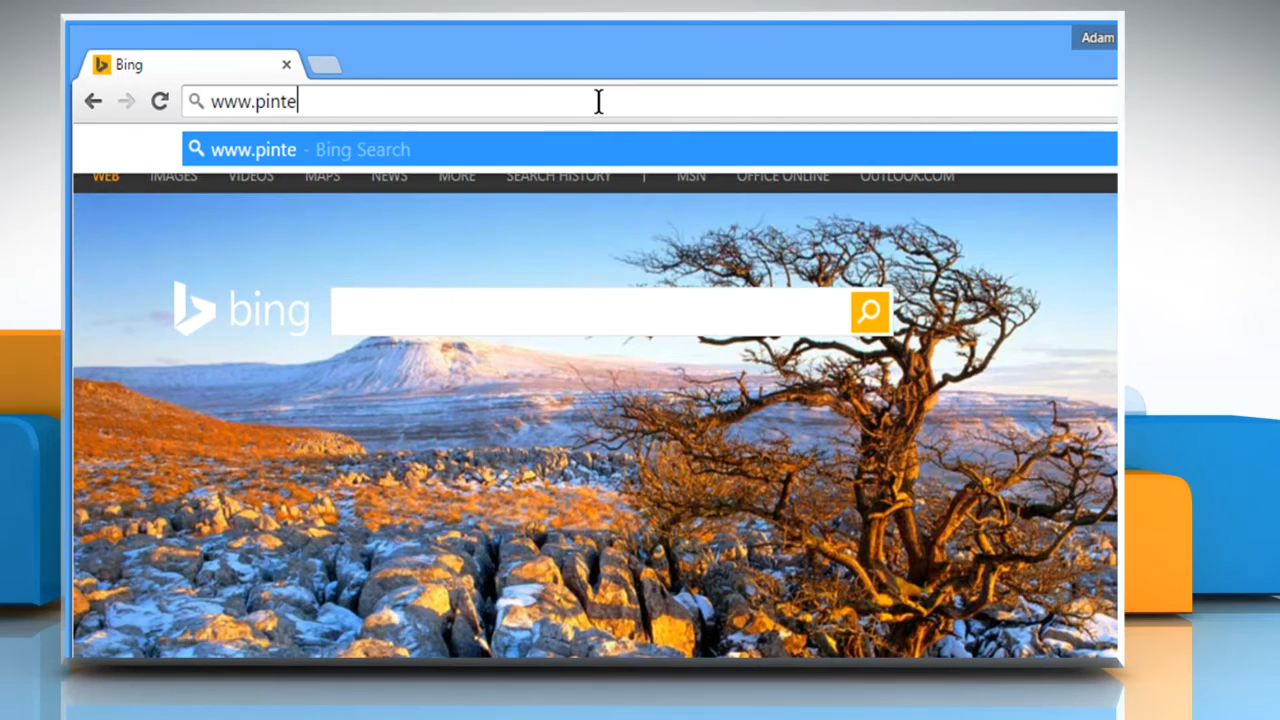 Adam
Bing
www.pinte
www.pinte - Bing Search
WEB IMAGES VIDEOS MAPS NEWS MORE SEARCH HISTORY | MSN OFFICE ONLINE OUTLOOK.COM
bing